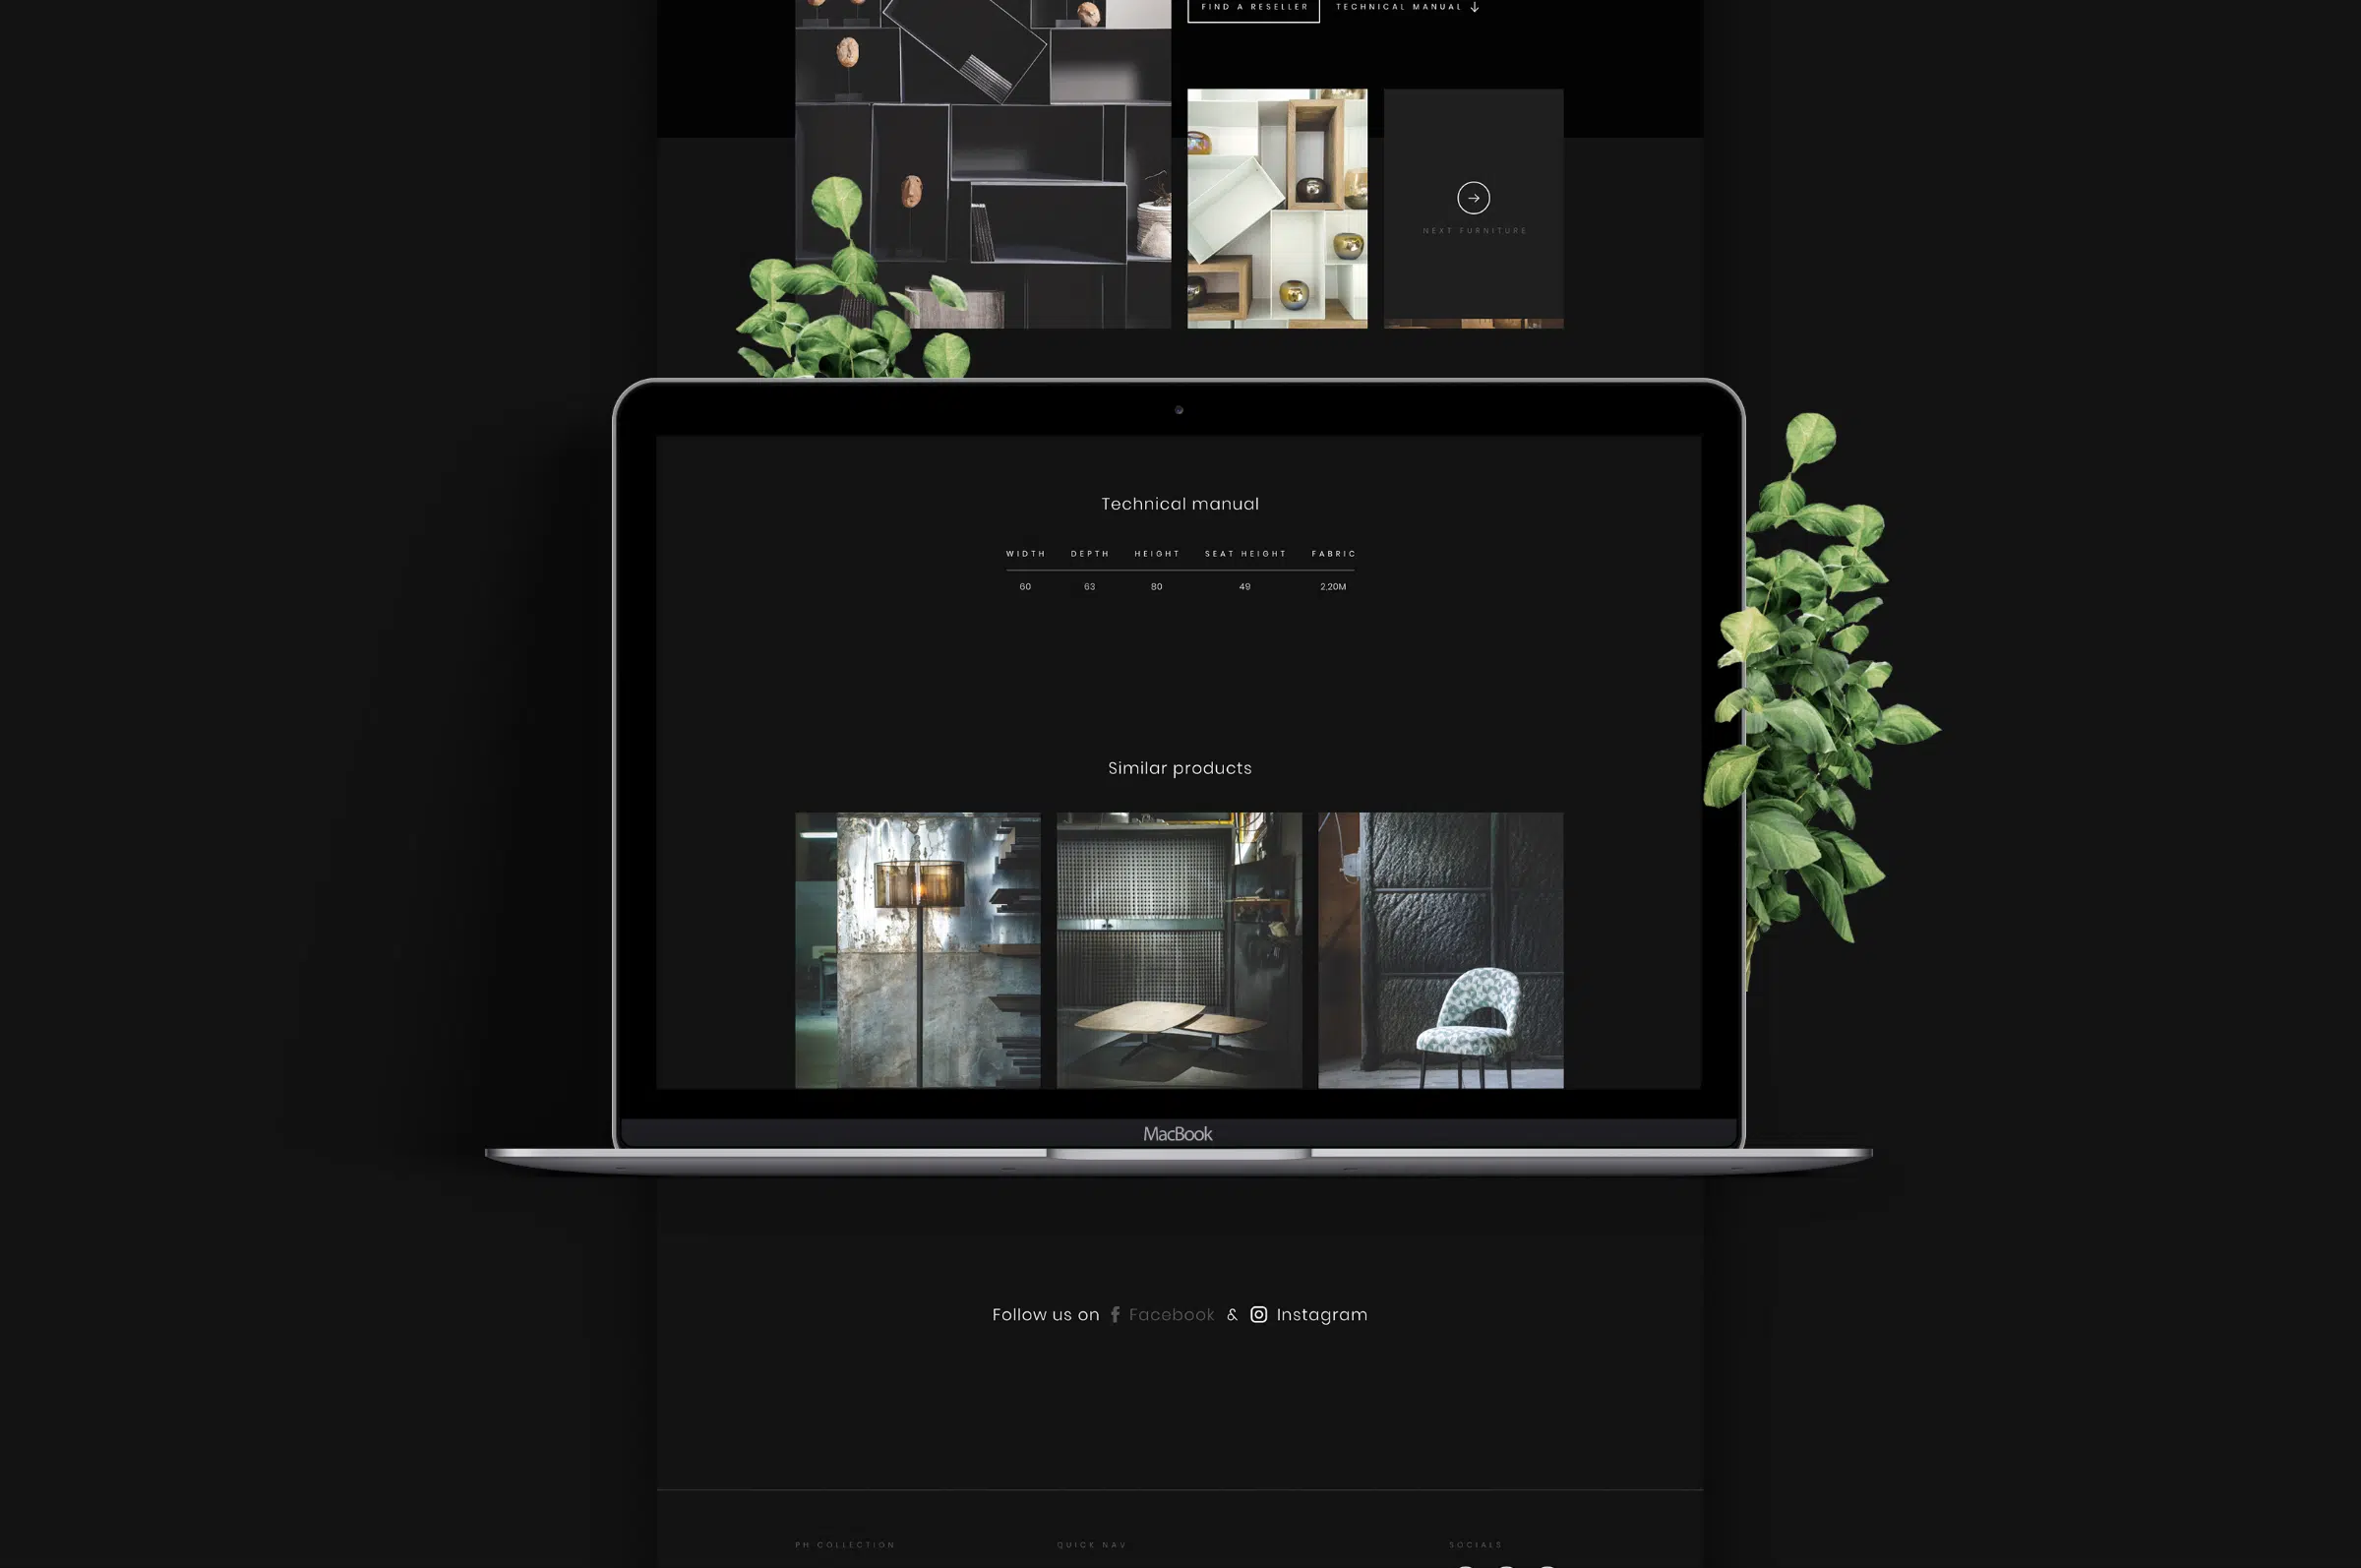 FIND A RESELLER TECHNICAL MANUAL
NEXT FURNITURE
Technical manual
WIDTH DEPTH HEIGHT SEAT HEIGHT FABRIC
60 63 80 49 2.20M
Similar products
MacBook
Follow us on Facebook & Instagram
PH COLLECTION QUICK NAV SOCIALS